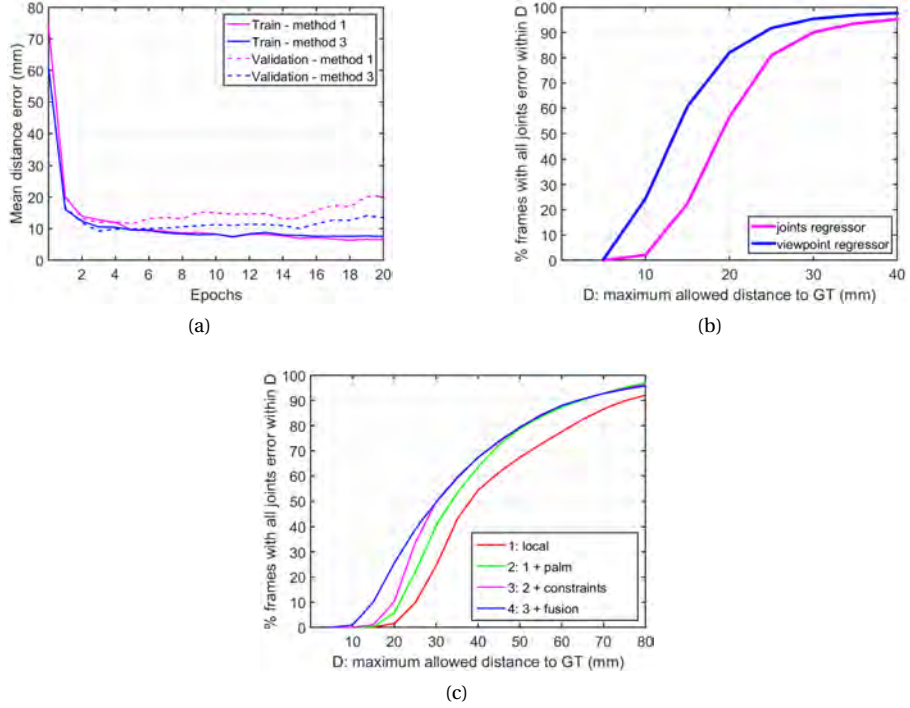 80
70
60
50
40
30
20
10
0
Mean distance error (mm)
Train - method 1
Train - method 3
Validation - method 1
Validation - method 3
0 2 4 6 8 10 12 14 16 18 20
Epochs
(a)
100
90
80
70
60
50
40
30
20
10
0
% frames with all joints error within D
joints regressor
viewpoint regressor
10 20 30 40
D: maximum allowed distance to GT (mm)
(b)
100
90
80
70
60
50
40
30
20
10
0
% frames with all joints error within D
1: local
2: 1 + palm
3: 2 + constraints
4: 3 + fusion
10 20 30 40 50 60 70 80
D: maximum allowed distance to GT (mm)
(c)